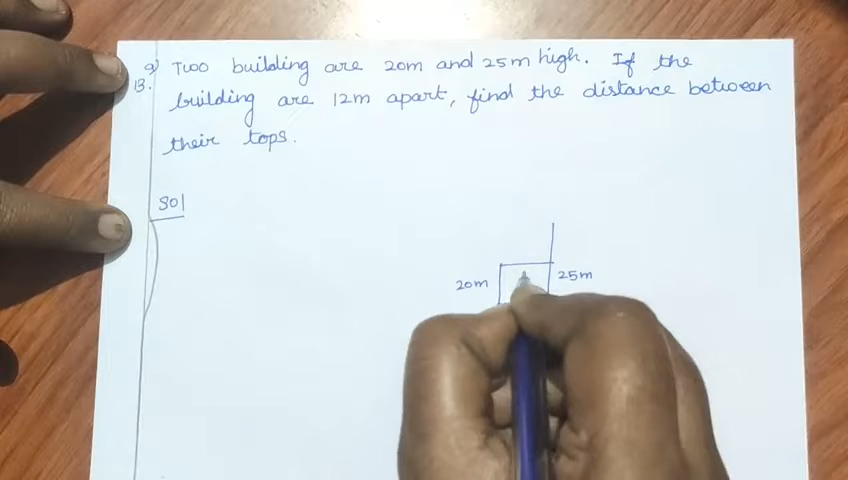 9) Two building are 20m and 25m high. If the
13. building are 12m apart, find the distance between
their tops.
Sol
20m 25m